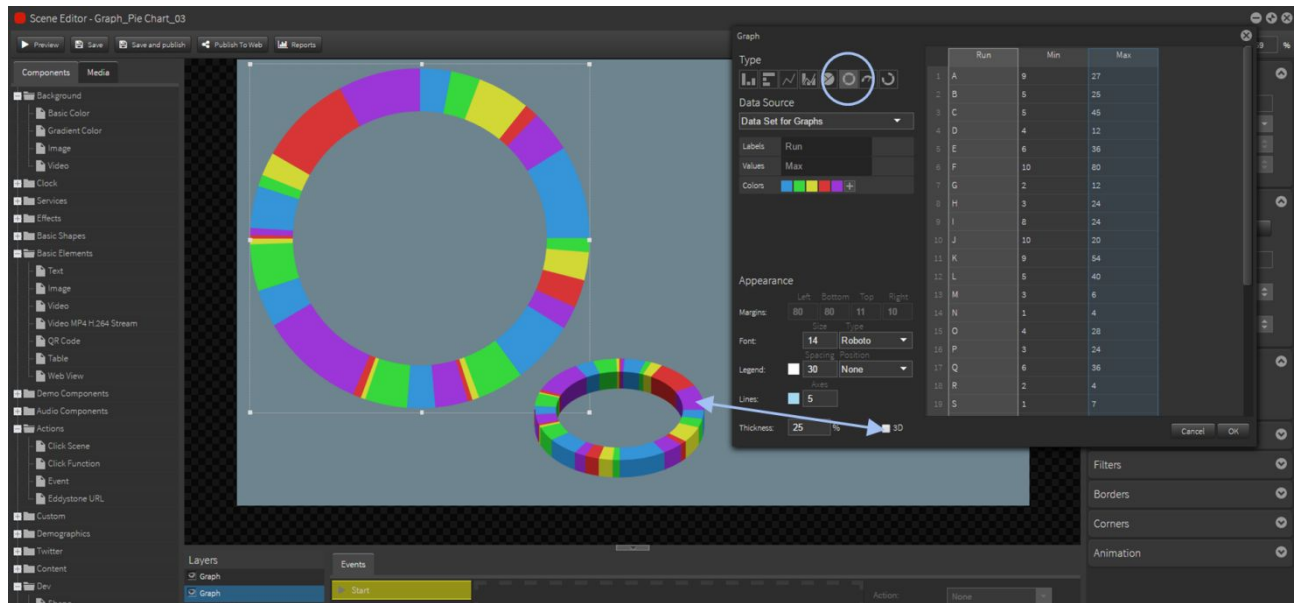 Scene Editor - Graph_Pie Chart_03
Preview Save Save and publish Publish To Web Reports
%
Components Media
Background
Basic Color
Gradient Color
Image
Video
Clock
Services
Effects
Basic Shapes
Basic Elements
Text
Image
Video
Video MP4 H.264 Stream
QR Code
Table
Web View
Demo Components
Audio Components
Actions
Click Scene
Click Function
Event
Eddystone URL
Custom
Demographics
Twitter
Content
Dev
Graph
Type
Data Source
Data Set for Graphs
Labels Run
Values Max
Colors
Appearance
Left Bottom Top Right
Margins: 80 80 11 10
Size Type
Font: 14 Roboto
Spacing Position
Legend: 30 None
Axes
Lines: 5
Thickness: 25 % 3D
Run Min Max
1 A 9 27
2 B 5 25
3 C 5 45
4 D 4 12
5 E 6 36
6 F 10 80
7 G 2 12
8 H 3 24
9 I 8 24
10 J 10 20
11 K 9 54
12 L 5 40
13 M 3 6
14 N 1 4
15 O 4 28
16 P 3 24
17 Q 6 36
18 R 2 4
19 S 1 7
Cancel OK
Filters
Borders
Corners
Animation
Layers
Graph
Graph
Events
Start
Action: None